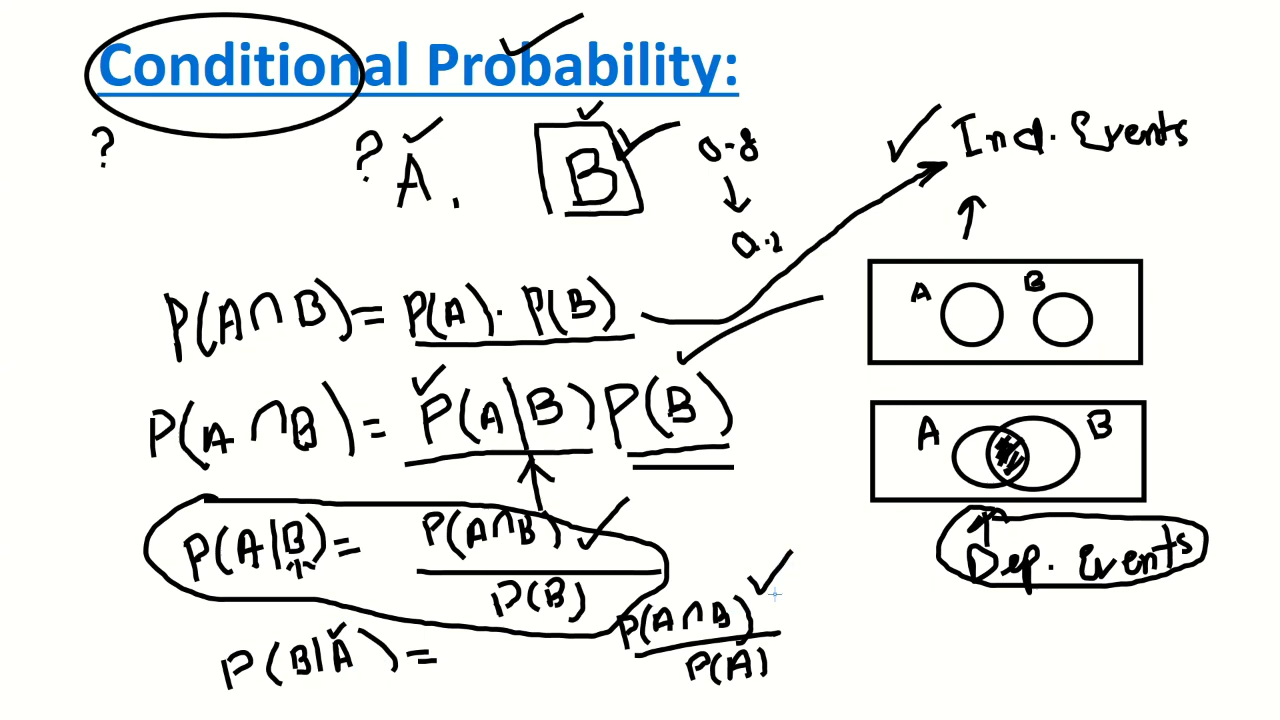 Conditional Probability:
? ? A. B 0.8
0.2
Ind. Events
P(A∩B)= P(A). P(B)
A B
P(A∩B)= P(A|B) P(B)
A B
P(A|B)= P(A∩B)
P(B)
Dep. Events
P(B|A)= P(A∩B)
P(A)